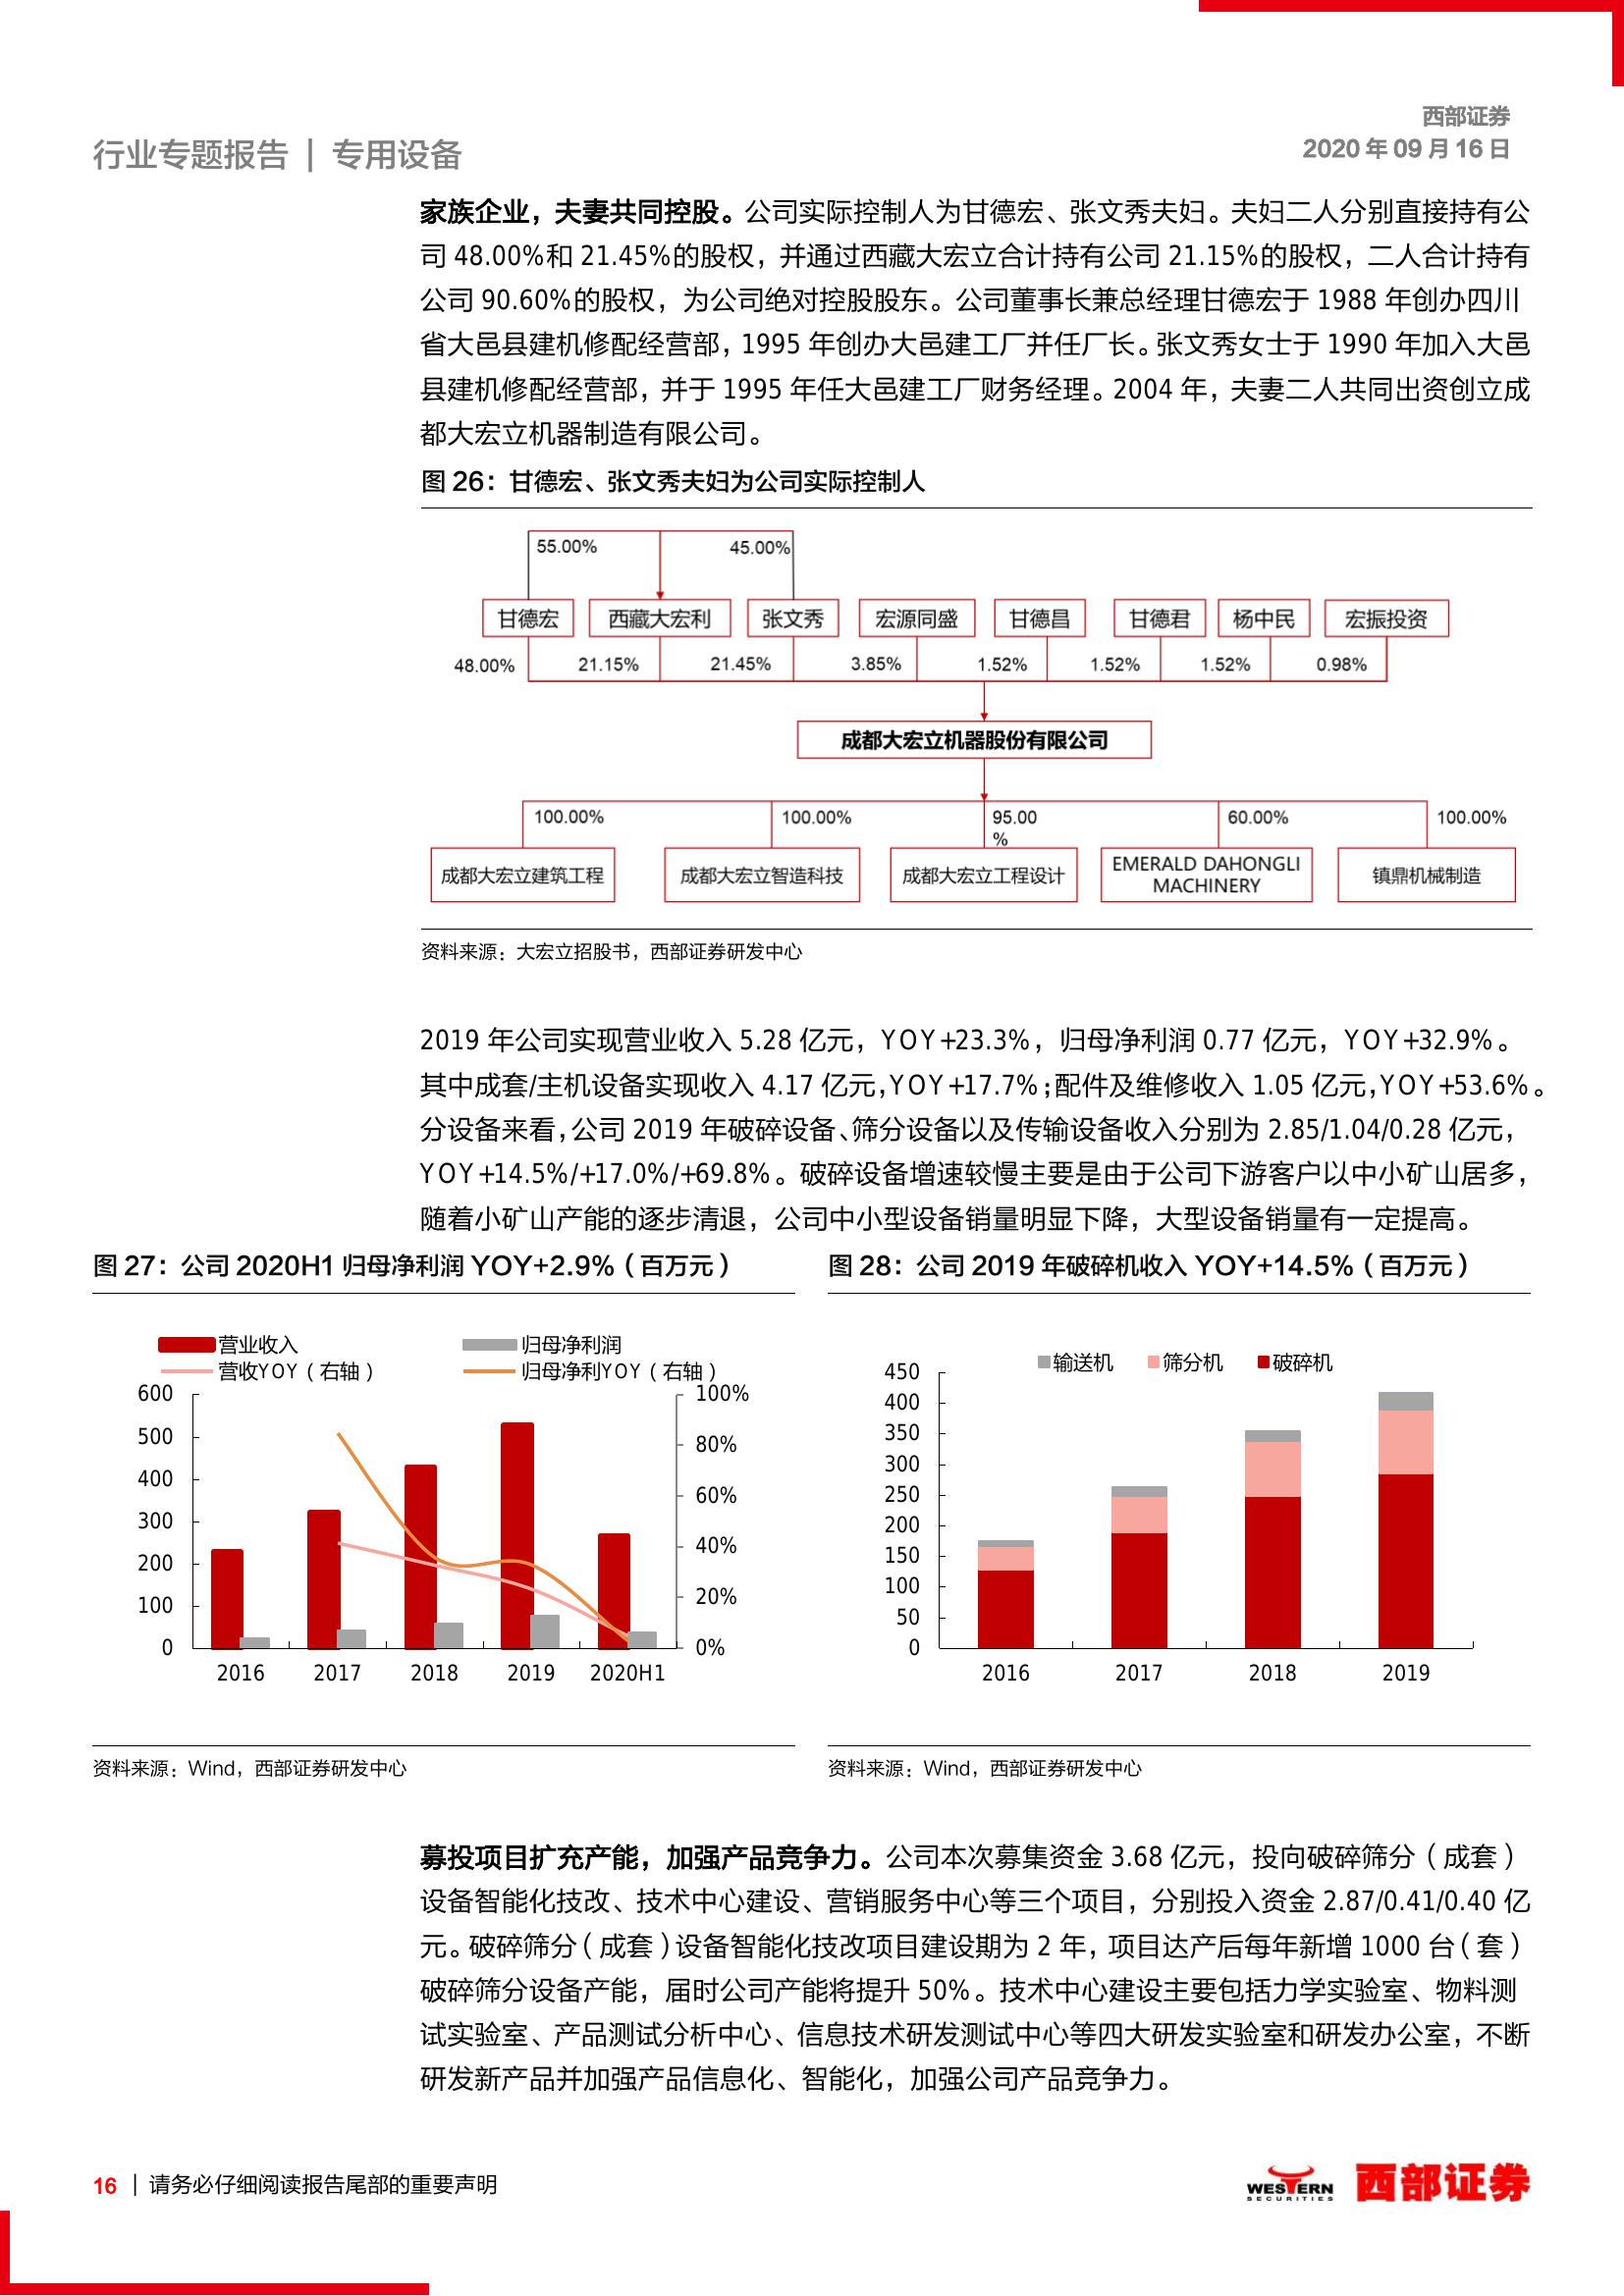 西部证券
行业专题报告 | 专用设备
2020 年 09 月 16 日
家族企业，夫妻共同控股。公司实际控制人为甘德宏、张文秀夫妇。夫妇二人分别直接持有公
司 48.00%和 21.45%的股权，并通过西藏大宏立合计持有公司 21.15%的股权，二人合计持有
公司 90.60%的股权，为公司绝对控股股东。公司董事长兼总经理甘德宏于 1988 年创办四川
省大邑县建机修配经营部，1995 年创办大邑建工厂并任厂长。张文秀女士于 1990 年加入大邑
县建机修配经营部，并于 1995 年任大邑建工厂财务经理。2004 年，夫妻二人共同出资创立成
都大宏立机器制造有限公司。
图 26：甘德宏、张文秀夫妇为公司实际控制人
55.00% 45.00%
甘德宏 西藏大宏利 张文秀 宏源同盛 甘德昌 甘德君 杨中民 宏振投资
48.00% 21.15% 21.45% 3.85% 1.52% 1.52% 1.52% 0.98%
成都大宏立机器股份有限公司
100.00% 100.00% 95.00 60.00% 100.00%
%
成都大宏立建筑工程 成都大宏立智造科技 成都大宏立工程设计 EMERALD DAHONGLI 镇鼎机械制造
MACHINERY
资料来源：大宏立招股书，西部证券研发中心
2019 年公司实现营业收入 5.28 亿元，YOY+23.3%，归母净利润 0.77 亿元，YOY+32.9%。
其中成套/主机设备实现收入 4.17 亿元,YOY+17.7%;配件及维修收入 1.05 亿元,YOY+53.6%。
分设备来看，公司 2019 年破碎设备、筛分设备以及传输设备收入分别为 2.85/1.04/0.28 亿元，
YOY+14.5%/+17.0%/+69.8%。破碎设备增速较慢主要是由于公司下游客户以中小矿山居多，
随着小矿山产能的逐步清退，公司中小型设备销量明显下降，大型设备销量有一定提高。
图 27：公司 2020H1 归母净利润 YOY+2.9%（百万元）
营业收入 归母净利润
营收YOY（右轴） 归母净利YOY（右轴）
600 100%
500 80%
400 60%
300 40%
200 20%
100
0 0%
2016 2017 2018 2019 2020H1
资料来源：Wind，西部证券研发中心
图 28：公司 2019 年破碎机收入 YOY+14.5%（百万元）
输送机 筛分机 破碎机
450
400
350
300
250
200
150
100
50
0
2016 2017 2018 2019
资料来源：Wind，西部证券研发中心
募投项目扩充产能，加强产品竞争力。公司本次募集资金 3.68 亿元，投向破碎筛分（成套）
设备智能化技改、技术中心建设、营销服务中心等三个项目，分别投入资金 2.87/0.41/0.40 亿
元。破碎筛分（成套）设备智能化技改项目建设期为 2 年，项目达产后每年新增 1000 台（套）
破碎筛分设备产能，届时公司产能将提升 50%。技术中心建设主要包括力学实验室、物料测
试实验室、产品测试分析中心、信息技术研发测试中心等四大研发实验室和研发办公室，不断
研发新产品并加强产品信息化、智能化，加强公司产品竞争力。
16 | 请务必仔细阅读报告尾部的重要声明
WESTERN
SECURITIES
西部证券